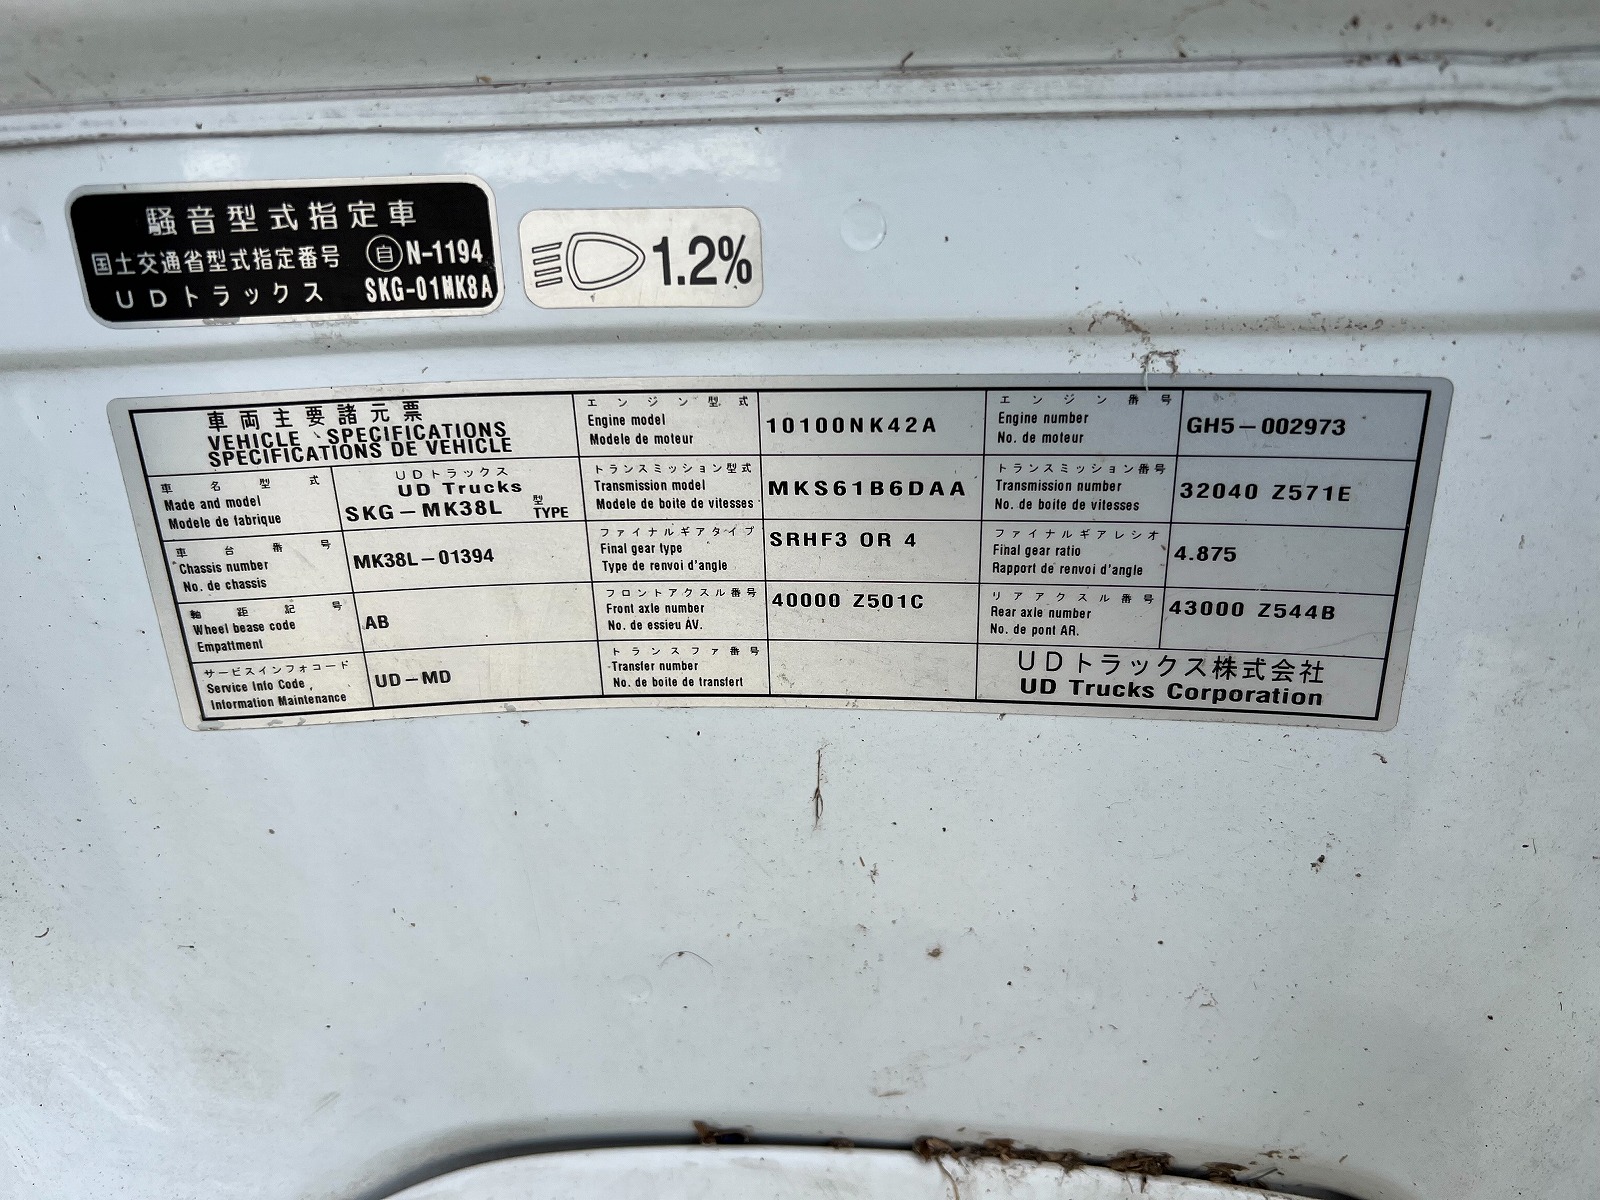 騒音型式指定車
国土交通省型式指定番号 自 N-1194
UDトラックス SKG-01MK8A
1.2%
車両主要諸元票
VEHICLE SPECIFICATIONS
SPECIFICATIONS DE VEHICLE
車名型式
Made and model
Modele de fabrique
UDトラックス
UD Trucks
SKG-MK38L
型
TYPE
車台番号
Chassis number
No. de chassis
MK38L-01394
軸距記号
Wheel bease code
Empattment
AB
サービスインフォコード
Service Info Code
Information Maintenance
UD-MD
エンジン型式
Engine model
Modele de moteur
10100NK42A
トランスミッション型式
Transmission model
Modele de boite de vitesses
MKS61B6DAA
ファイナルギアタイプ
Final gear type
Type de renvoi d'angle
SRHF3 OR 4
フロントアクスル番号
Front axle number
No. de essieu AV.
40000 Z501C
トランスファ番号
Transfer number
No. de boite de transfert
エンジン番号
Engine number
No. de moteur
GH5-002973
トランスミッション番号
Transmission number
No. de boite de vitesses
32040 Z571E
ファイナルギアレシオ
Final gear ratio
Rapport de renvoi d'angle
4.875
リアアクスル番号
Rear axle number
No. de pont AR.
43000 Z544B
UDトラックス株式会社
UD Trucks Corporation